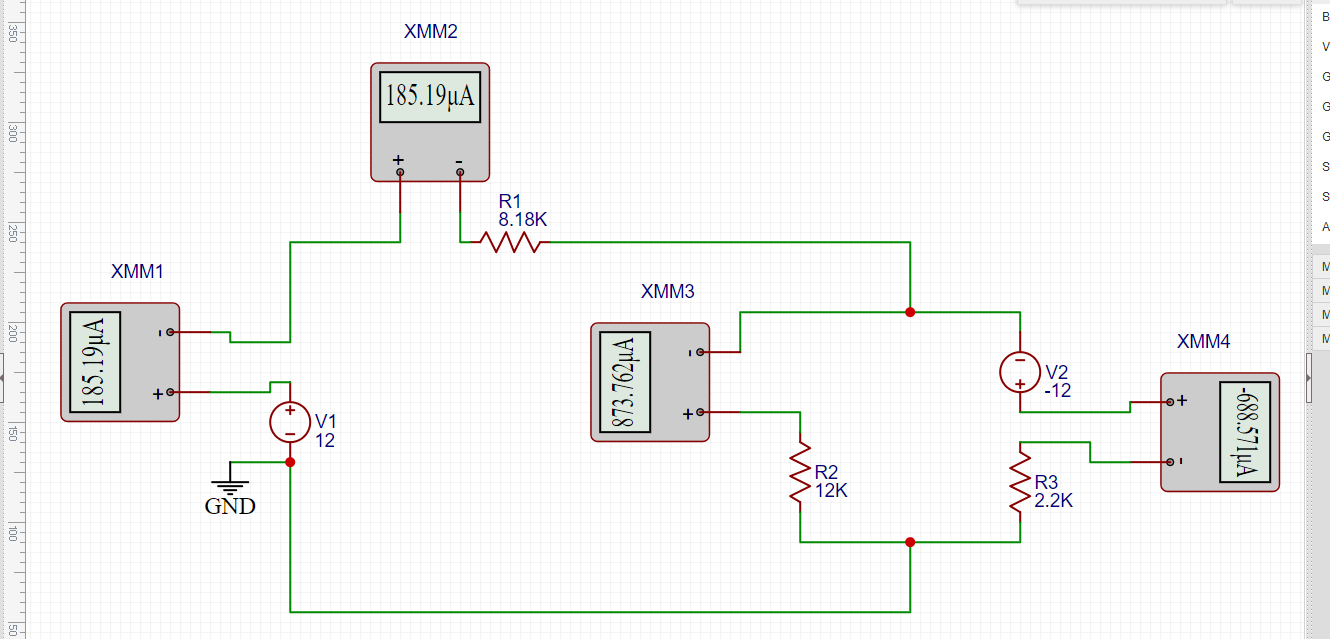 XMM2
185.19µA
+ -
R1
8.18K
XMM1
185.19µA
-
+
+
-
V1
12
GND
XMM3
873.762µA
-
+
R2
12K
-
+
V2
-12
R3
2.2K
XMM4
-688.571µA
+
-
350
300
250
200
150
100
50
B
V
G
G
G
S
S
A
M
M
M
M